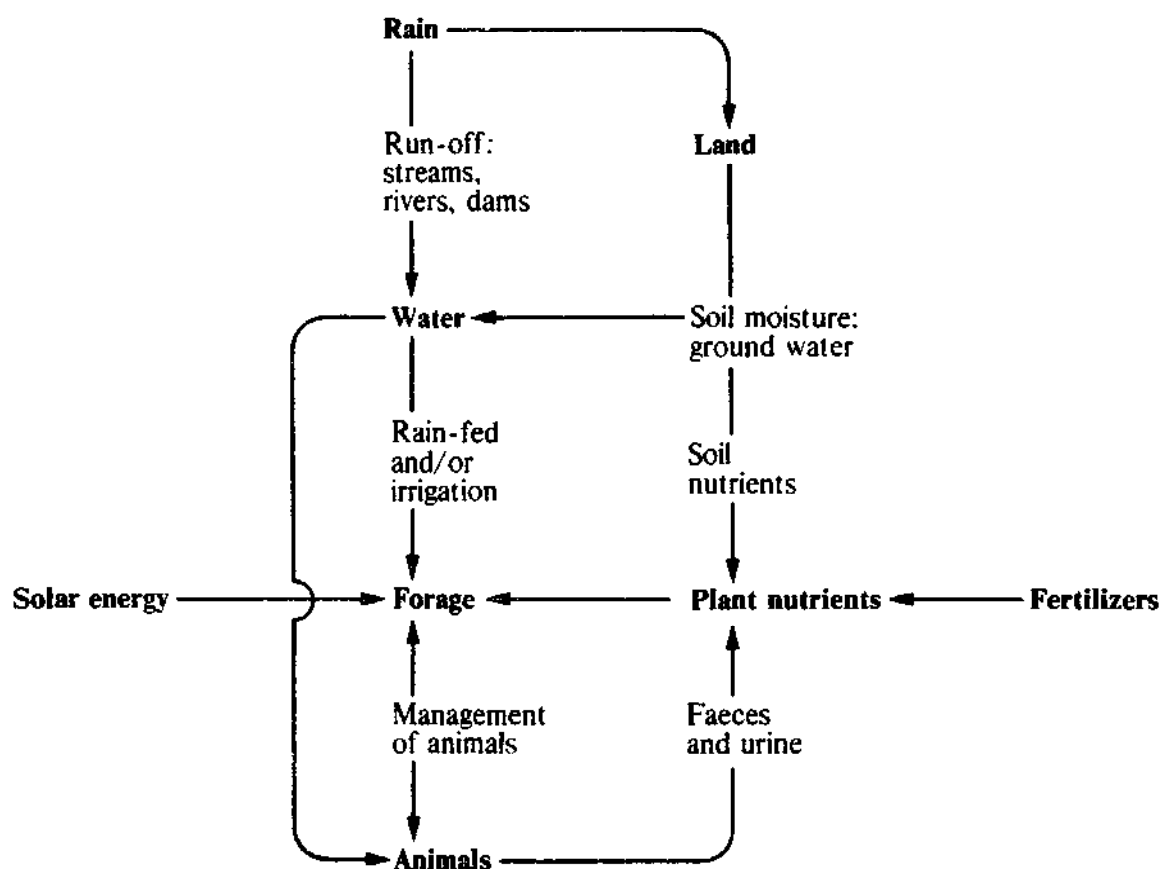 Rain
Land
Run-off:
streams,
rivers, dams
Water
Soil moisture:
ground water
Rain-fed
and/or
irrigation
Soil
nutrients
Solar energy
Forage
Plant nutrients
Fertilizers
Management
of animals
Faeces
and urine
Animals